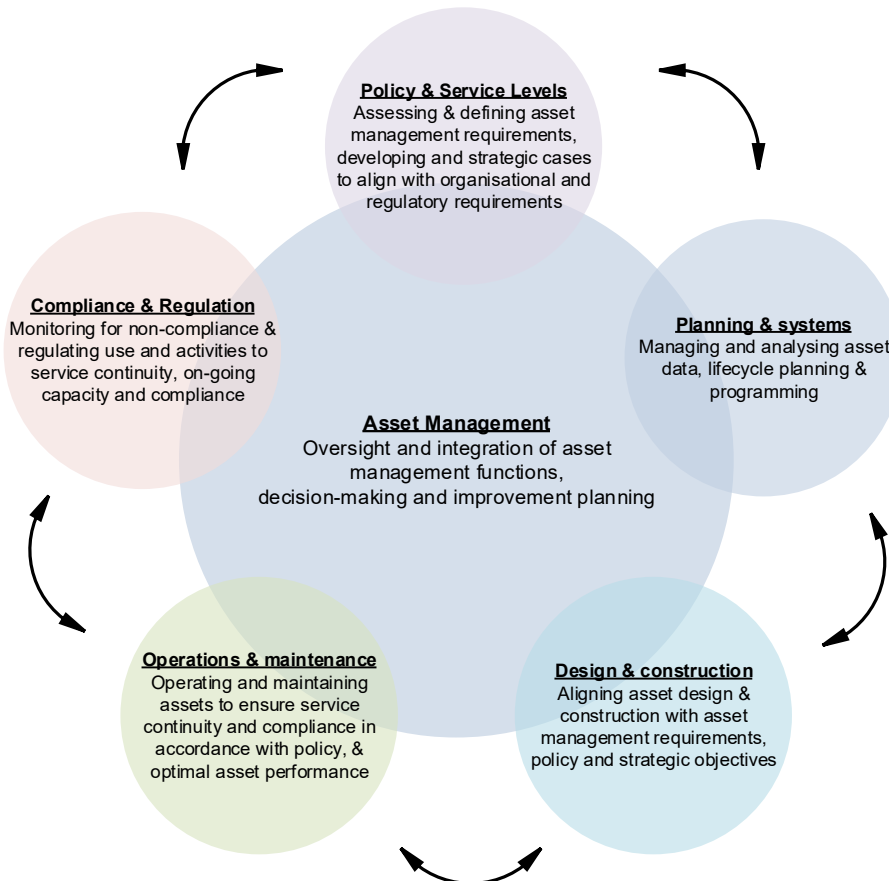 Policy & Service Levels
Assessing & defining asset
management requirements,
developing and strategic cases
to align with organisational and
regulatory requirements
Compliance & Regulation
Monitoring for non-compliance &
regulating use and activities to
service continuity, on-going
capacity and compliance
Planning & systems
Managing and analysing asset
data, lifecycle planning &
programming
Asset Management
Oversight and integration of asset
management functions,
decision-making and improvement planning
Operations & maintenance
Operating and maintaining
assets to ensure service
continuity and compliance in
accordance with policy, &
optimal asset performance
Design & construction
Aligning asset design &
construction with asset
management requirements,
policy and strategic objectives